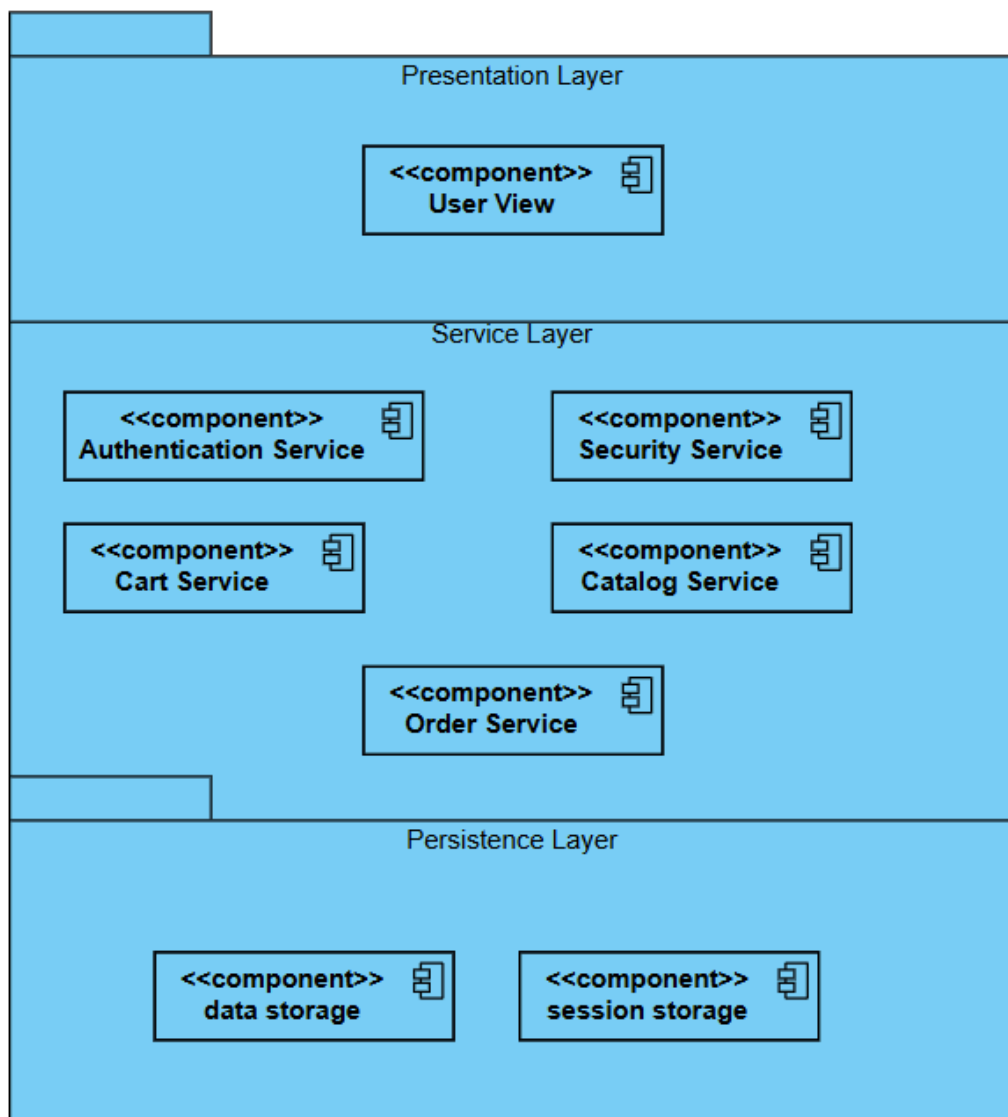 Presentation Layer
<<component>>
User View
Service Layer
<<component>>
Authentication Service
<<component>>
Security Service
<<component>>
Cart Service
<<component>>
Catalog Service
<<component>>
Order Service
Persistence Layer
<<component>>
data storage
<<component>>
session storage